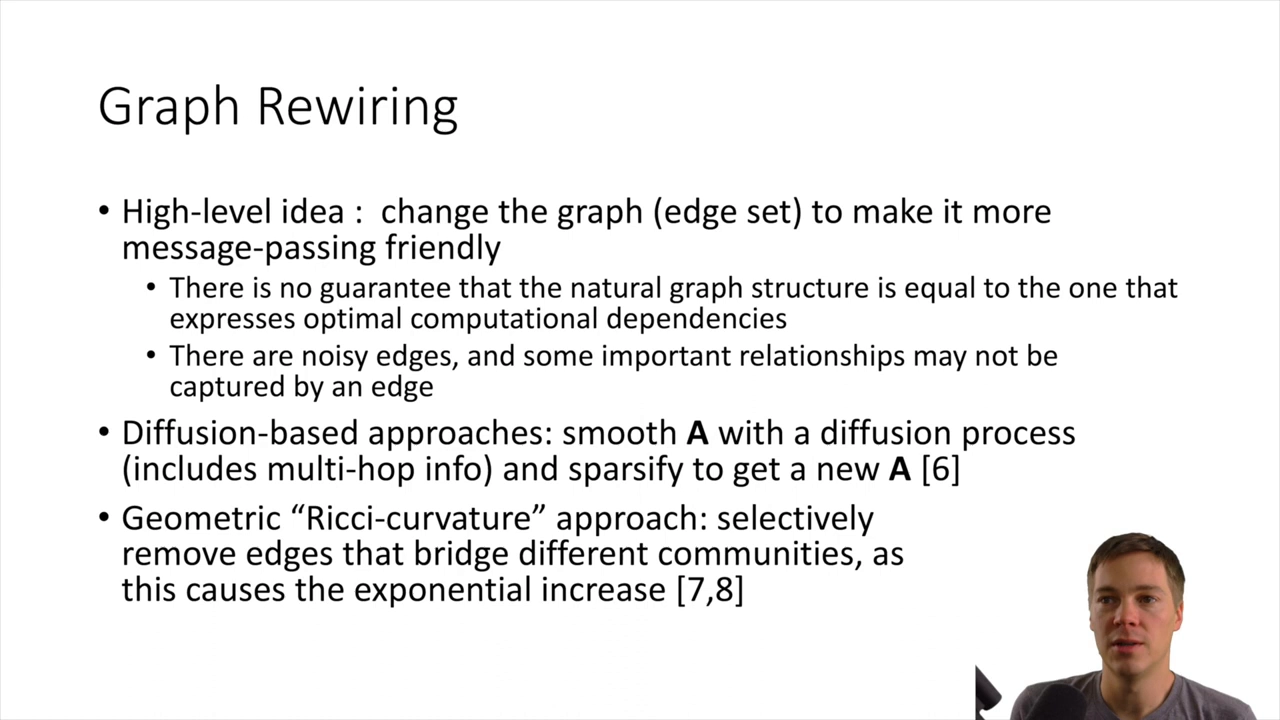 Graph Rewiring
• High-level idea :  change the graph (edge set) to make it more
message-passing friendly
• There is no guarantee that the natural graph structure is equal to the one that
expresses optimal computational dependencies
• There are noisy edges, and some important relationships may not be
captured by an edge
• Diffusion-based approaches: smooth A with a diffusion process
(includes multi-hop info) and sparsify to get a new A [6]
• Geometric “Ricci-curvature” approach: selectively
remove edges that bridge different communities, as
this causes the exponential increase [7,8]